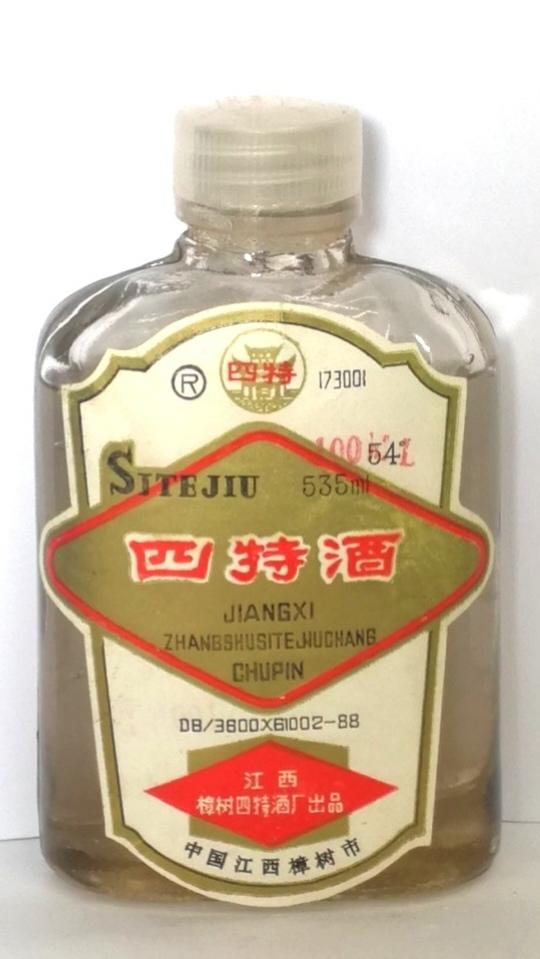 ® 四特 173001
100ml 54°
SITEJIU 535ml
四特酒
JIANGXI
ZHANGSHUSITEJIUCHANG
CHUPIN
DB/3600X61002-88
江西
樟树四特酒厂出品
中国江西樟树市